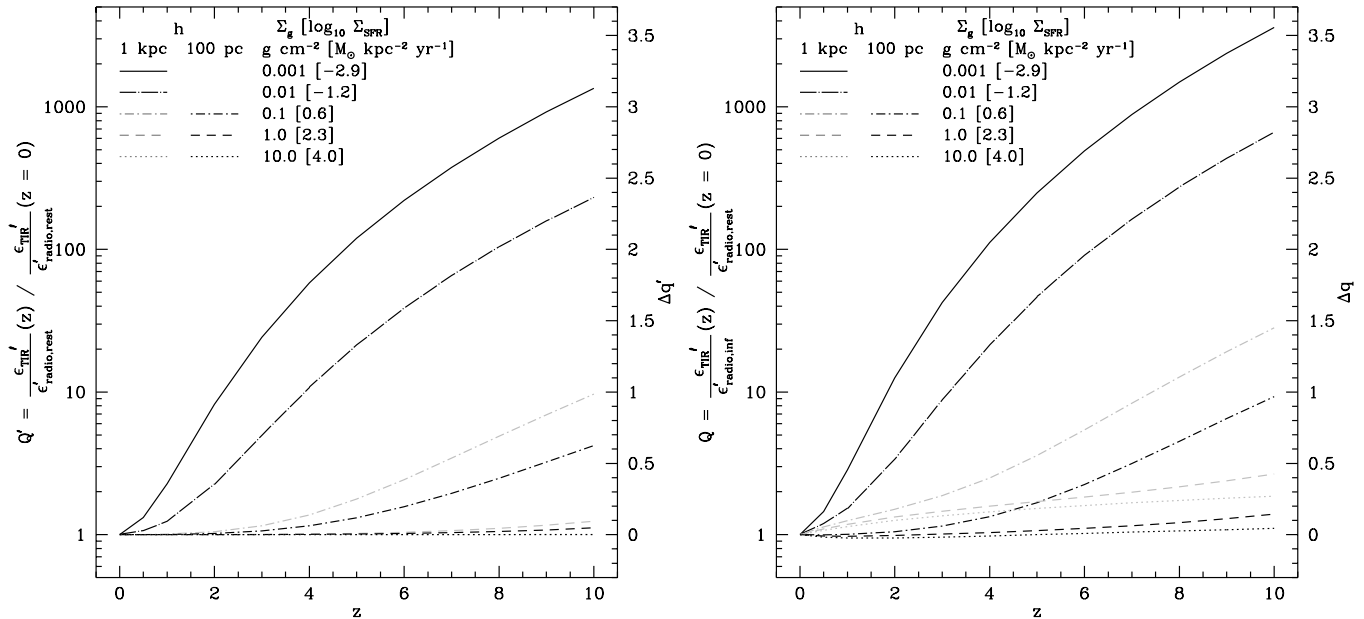 h Σg [log10 ΣSFR]
1 kpc 100 pc g cm−2 [M⊙ kpc−2 yr−1]
0.001 [−2.9]
0.01 [−1.2]
0.1 [0.6]
1.0 [2.3]
10.0 [4.0]
1000
100
10
1
Q′ = ϵTIR′/ϵ′radio,rest (z) / ϵTIR′/ϵ′radio,rest (z = 0)
3.5
3
2.5
2
1.5
1
0.5
0
Δq′
0 2 4 6 8 10
z
h Σg [log10 ΣSFR]
1 kpc 100 pc g cm−2 [M⊙ kpc−2 yr−1]
0.001 [−2.9]
0.01 [−1.2]
0.1 [0.6]
1.0 [2.3]
10.0 [4.0]
1000
100
10
1
Q = ϵTIR′/ϵ′radio,inf (z) / ϵTIR′/ϵ′radio,rest (z = 0)
3.5
3
2.5
2
1.5
1
0.5
0
Δq
0 2 4 6 8 10
z